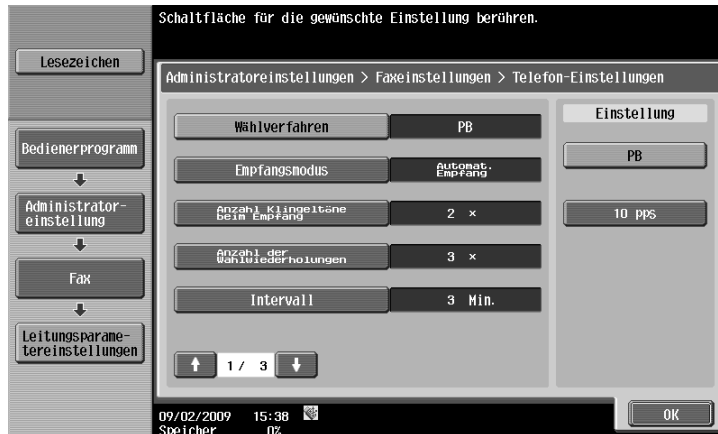 Schaltfläche für die gewünschte Einstellung berühren.
Lesezeichen
Administratoreinstellungen > Faxeinstellungen > Telefon-Einstellungen
Bedienerprogramm
Administrator-
einstellung
Fax
Leitungsparame-
tereinstellungen
Wählverfahren PB
Empfangsmodus Automat.
Empfang
Anzahl Klingeltöne
beim Empfang 2 ×
Anzahl der
Wahlwiederholungen 3 ×
Intervall 3 Min.
1/ 3
Einstellung
PB
10 pps
09/02/2009 15:38
Speicher 0%
OK